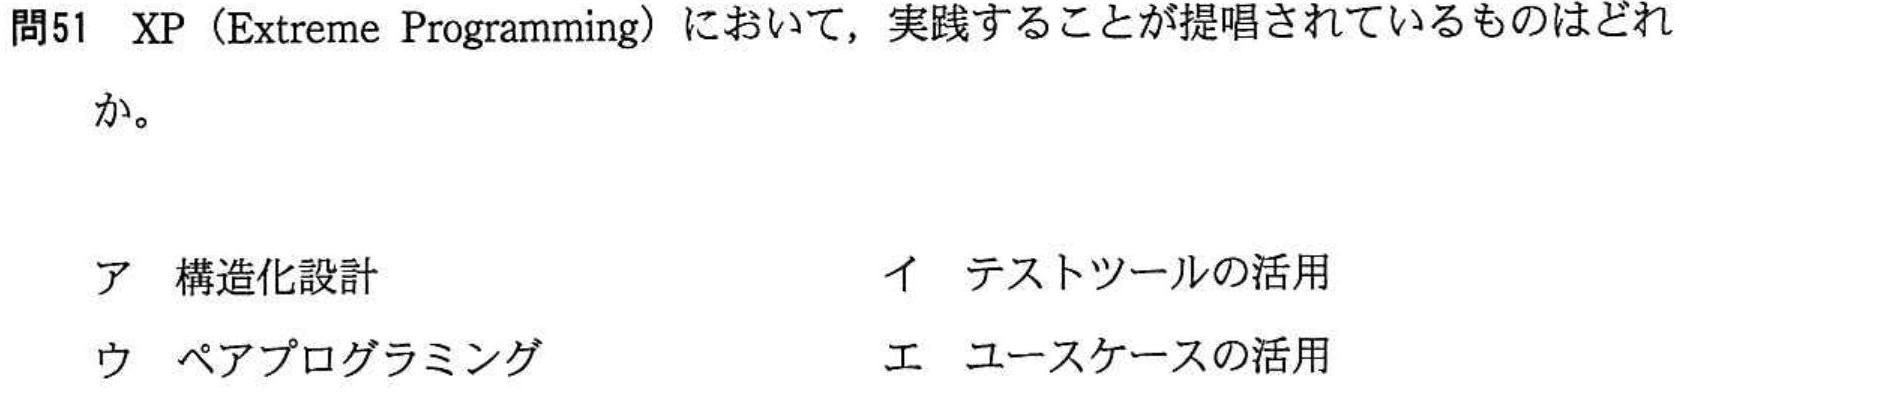 問51 XP（Extreme Programming）において，実践することが提唱されているものはどれ
か。
ア 構造化設計 イ テストツールの活用
ウ ペアプログラミング エ ユースケースの活用